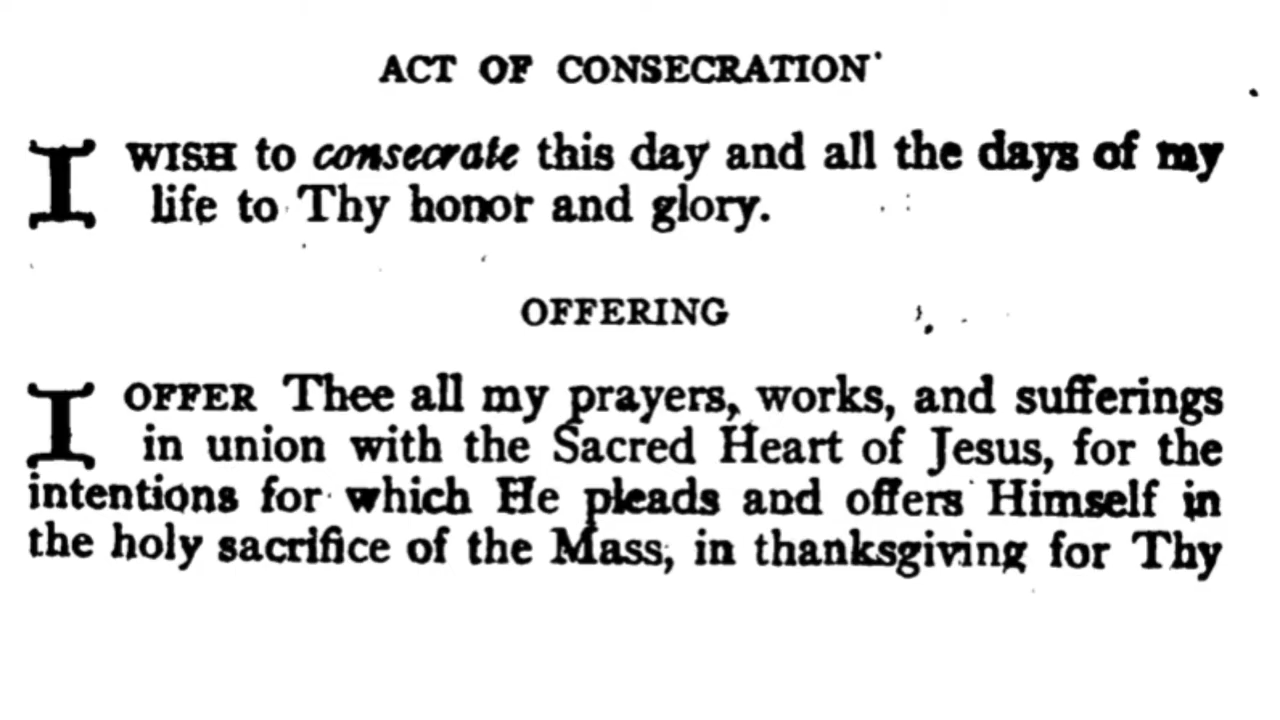 ACT OF CONSECRATION
I WISH to consecrate this day and all the days of my
life to Thy honor and glory.
OFFERING
I OFFER Thee all my prayers, works, and sufferings
in union with the Sacred Heart of Jesus, for the
intentions for which He pleads and offers Himself in
the holy sacrifice of the Mass, in thanksgiving for Thy